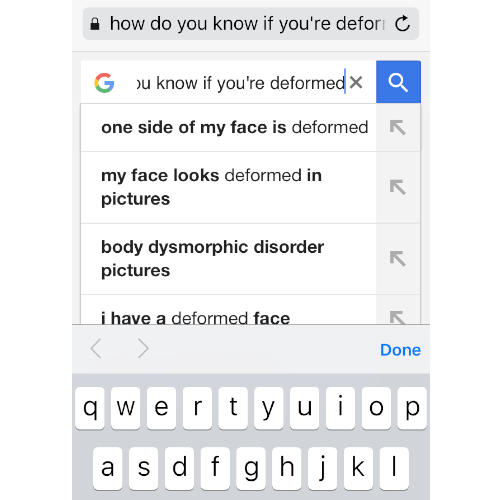 how do you know if you're defor
ou know if you're deformed
one side of my face is deformed
my face looks deformed in
pictures
body dysmorphic disorder
pictures
i have a deformed face
Done
q w e r t y u i o p
a s d f g h j k l